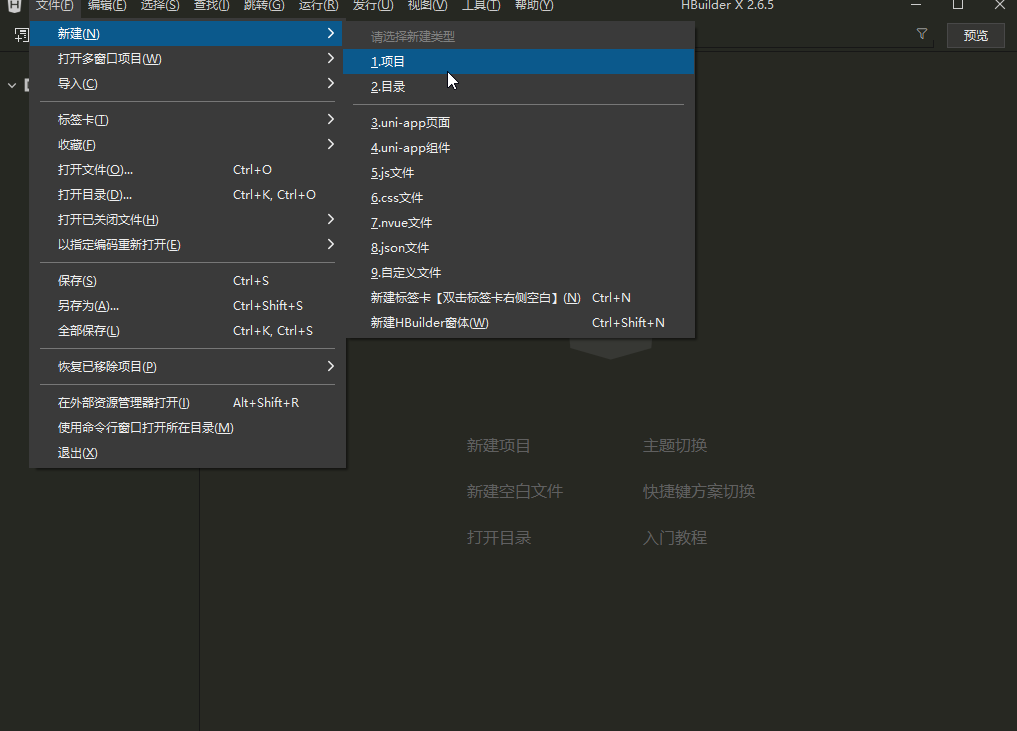 文件(F) 编辑(E) 选择(S) 查找(I) 跳转(G) 运行(R) 发行(U) 视图(V) 工具(T) 帮助(Y) HBuilder X 2.6.5
预览
新建(N)
打开多窗口项目(W)
导入(C)
标签卡(T)
收藏(F)
打开文件(O)... Ctrl+O
打开目录(D)... Ctrl+K, Ctrl+O
打开已关闭文件(H)
以指定编码重新打开(E)
保存(S) Ctrl+S
另存为(A)... Ctrl+Shift+S
全部保存(L) Ctrl+K, Ctrl+S
恢复已移除项目(P)
在外部资源管理器打开(I) Alt+Shift+R
使用命令行窗口打开所在目录(M)
退出(X)
请选择新建类型
1.项目
2.目录
3.uni-app页面
4.uni-app组件
5.js文件
6.css文件
7.nvue文件
8.json文件
9.自定义文件
新建标签卡【双击标签卡右侧空白】(N) Ctrl+N
新建HBuilder窗体(W) Ctrl+Shift+N
新建项目 主题切换
新建空白文件 快捷键方案切换
打开目录 入门教程